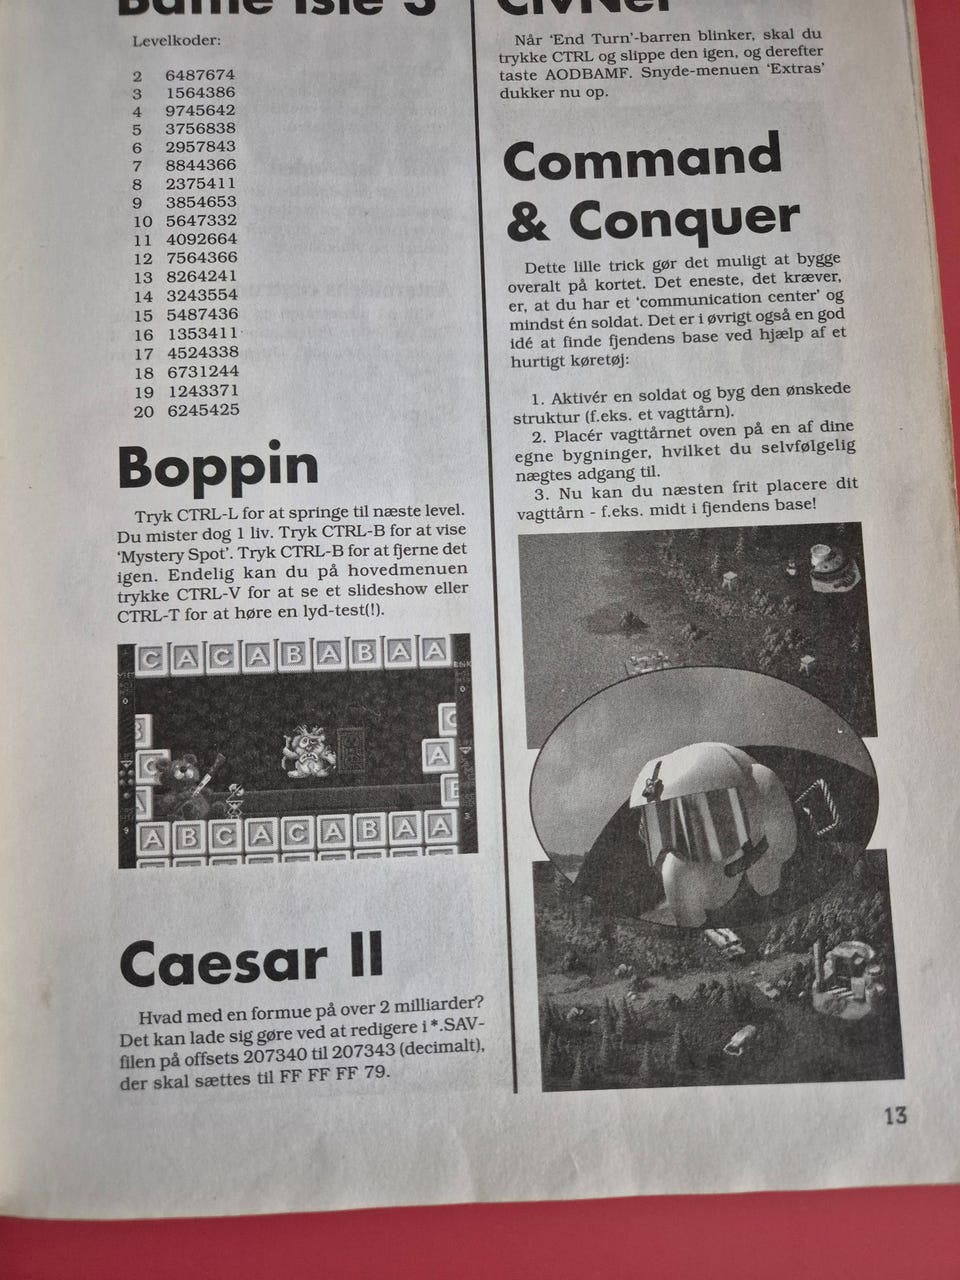 Battle Isle 3
Levelkoder:
2 6487674
3 1564386
4 9745642
5 3756838
6 2957843
7 8844366
8 2375411
9 3854653
10 5647332
11 4092664
12 7564366
13 8264241
14 3243554
15 5487436
16 1353411
17 4524338
18 6731244
19 1243371
20 6245425
Boppin
Tryk CTRL-L for at springe til næste level.
Du mister dog 1 liv. Tryk CTRL-B for at vise
'Mystery Spot'. Tryk CTRL-B for at fjerne det
igen. Endelig kan du på hovedmenuen
trykke CTRL-V for at se et slideshow eller
CTRL-T for at høre en lyd-test(!).
C A C A B A B A A
B
C
A
C
A
B
A B C A C A B A A
Caesar II
Hvad med en formue på over 2 milliarder?
Det kan lade sig gøre ved at redigere i *.SAV-
filen på offsets 207340 til 207343 (decimalt),
der skal sættes til FF FF FF 79.
CivNet
Når 'End Turn'-barren blinker, skal du
trykke CTRL og slippe den igen, og derefter
taste AODBAMF. Snyde-menuen 'Extras'
dukker nu op.
Command
& Conquer
Dette lille trick gør det muligt at bygge
overalt på kortet. Det eneste, det kræver,
er, at du har et 'communication center' og
mindst én soldat. Det er i øvrigt også en god
idé at finde fjendens base ved hjælp af et
hurtigt køretøj:
1. Aktivér en soldat og byg den ønskede
struktur (f.eks. et vagttårn).
2. Placér vagttårnet oven på en af dine
egne bygninger, hvilket du selvfølgelig
nægtes adgang til.
3. Nu kan du næsten frit placere dit
vagttårn - f.eks. midt i fjendens base!
13